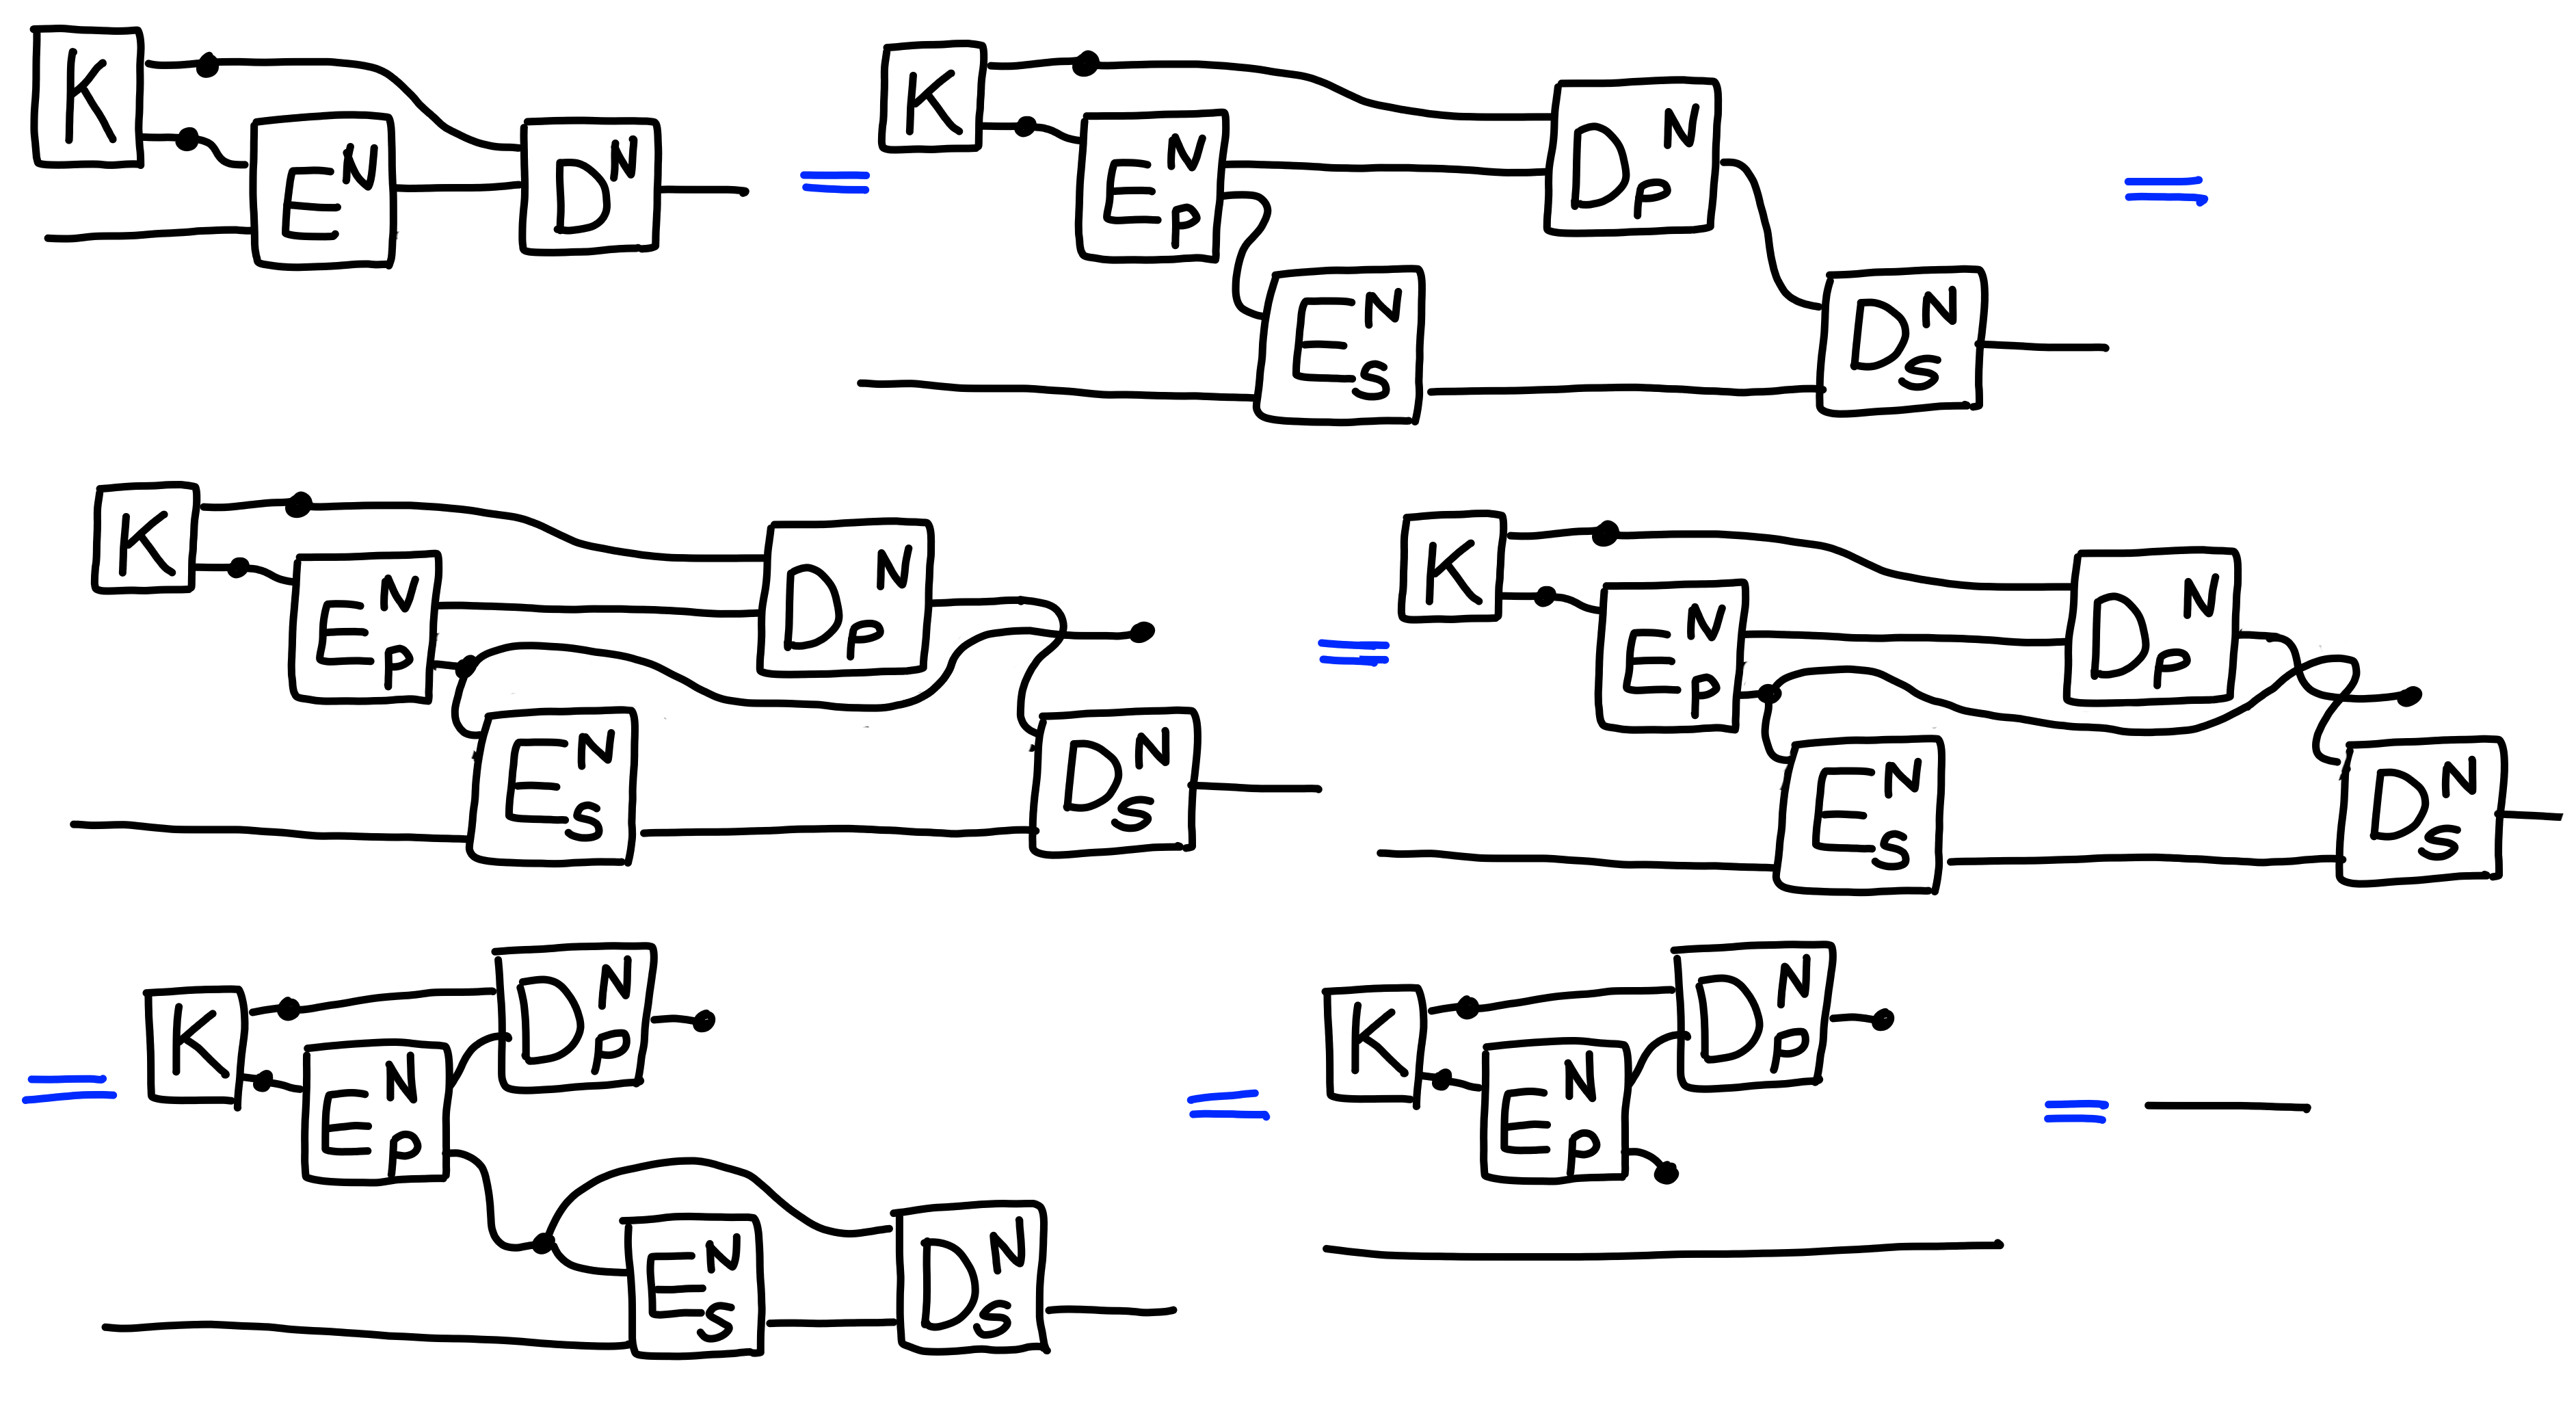 K E^N D^N = K E_P^N E_S^N D_P^N D_S^N =
K E_P^N E_S^N D_P^N D_S^N = K E_P^N E_S^N D_P^N D_S^N
= K E_P^N D_P^N E_S^N D_S^N = K E_P^N D_P^N =